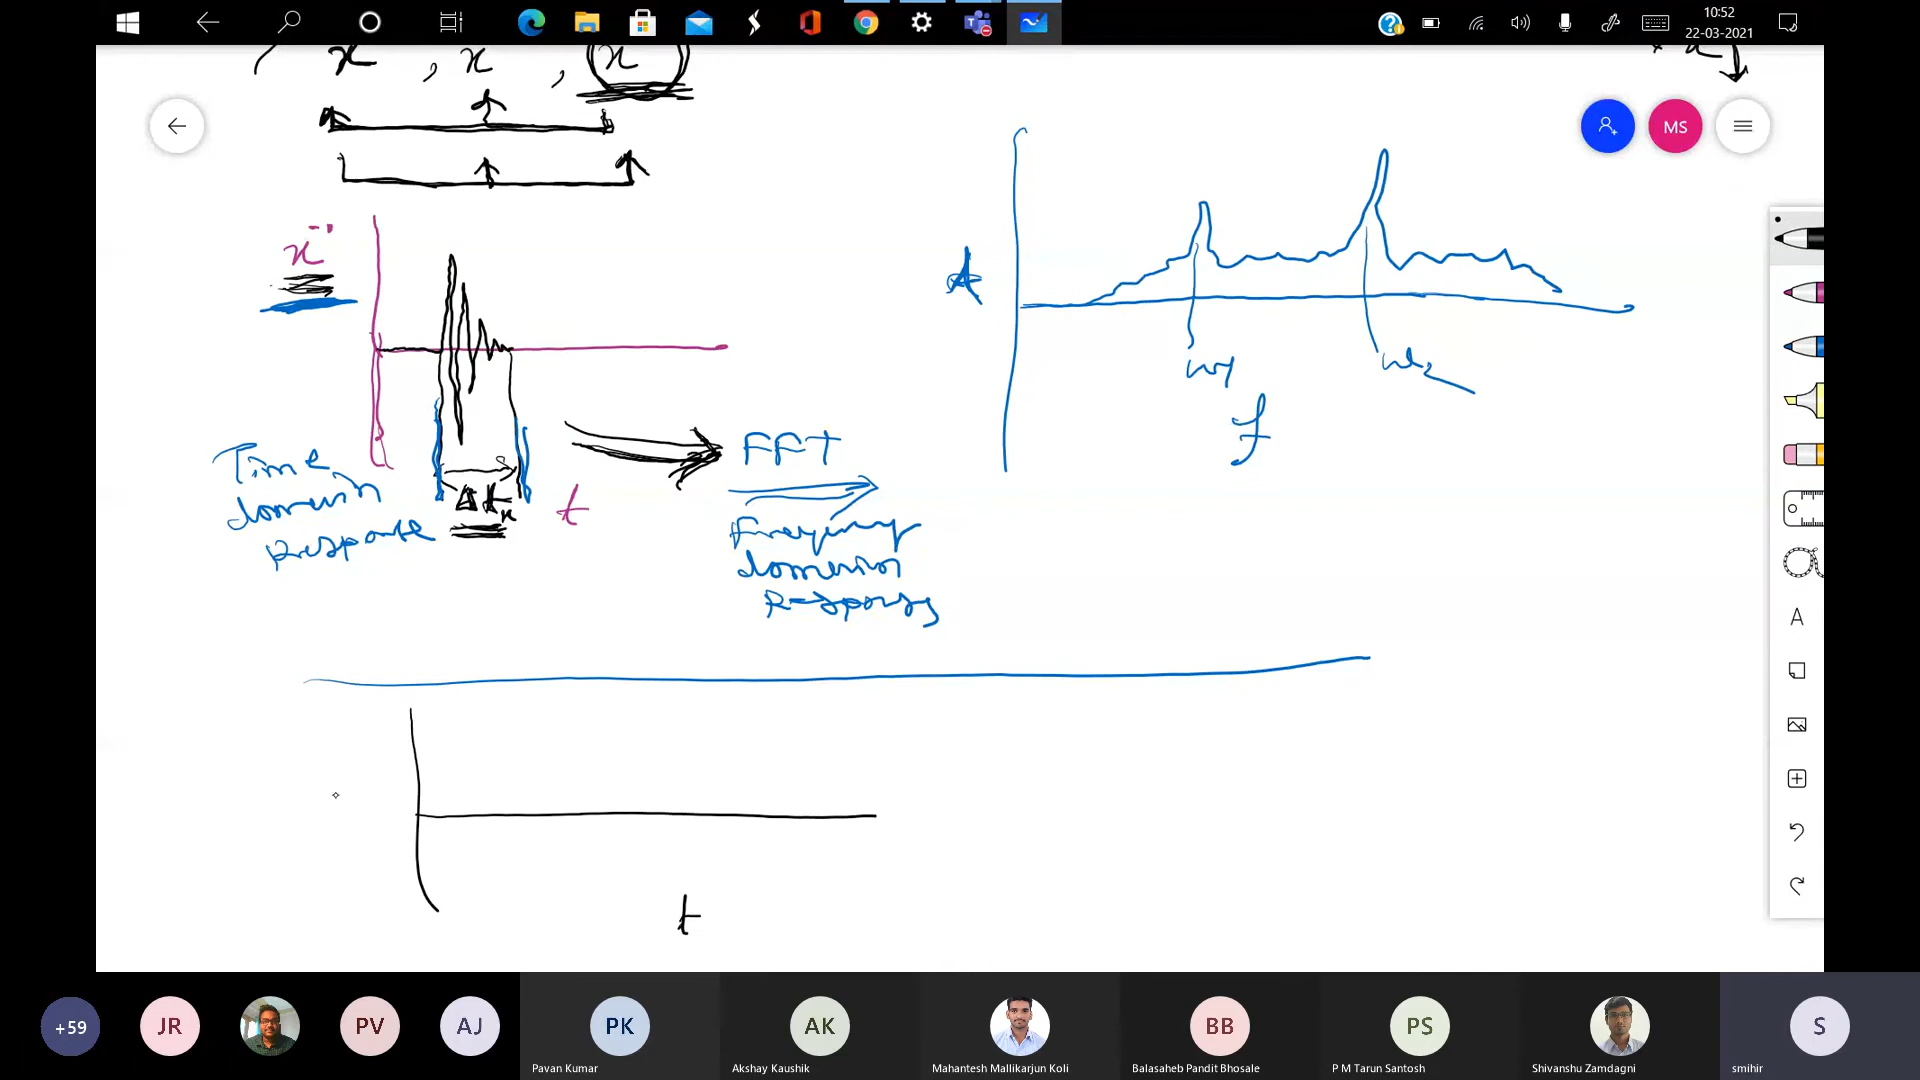 10:52
22-03-2021
x , x , x
MS
ẍ
A
ω1
ω2
f
FFT
Time
domain
Response
Δt
t
Frequency
domain
Response
t
A
+59
JR
PV
AJ
PK
AK
BB
PS
S
Pavan Kumar
Akshay Kaushik
Mahantesh Mallikarjun Koli
Balasaheb Pandit Bhosale
P M Tarun Santosh
Shivanshu Zamdagni
smihir